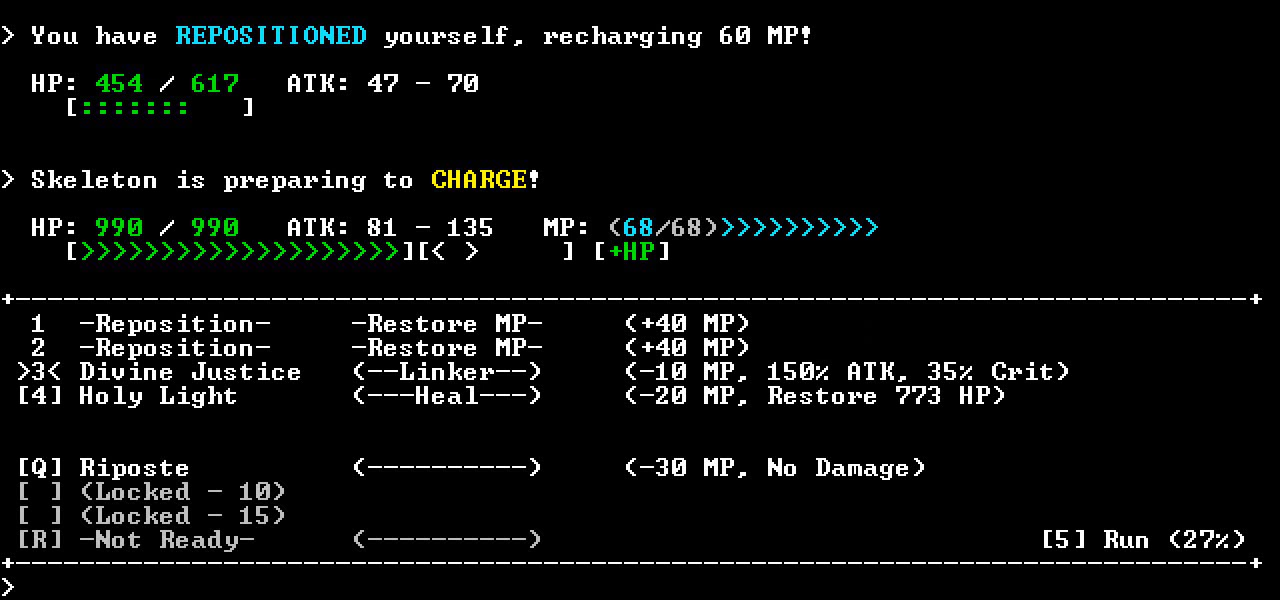 > You have REPOSITIONED yourself, recharging 60 MP!
HP: 454 / 617   ATK: 47 - 70
[:::::::   ]
> Skeleton is preparing to CHARGE!
HP: 990 / 990   ATK: 81 - 135   MP: (68/68)>>>>>>>>>>
[>>>>>>>>>>>>>>>>>>>>][< >     ] [+HP]
+-----------------------------------------------------------------------------+
1  -Reposition-     -Restore MP-     (+40 MP)
2  -Reposition-     -Restore MP-     (+40 MP)
>3< Divine Justice   (--Linker--)     (-10 MP, 150% ATK, 35% Crit)
[4] Holy Light       (---Heal---)     (-20 MP, Restore 773 HP)
[Q] Riposte          (----------)     (-30 MP, No Damage)
[ ] (Locked - 10)
[ ] (Locked - 15)
[R] -Not Ready-      (----------)                               [5] Run (27%)
+-----------------------------------------------------------------------------+
>